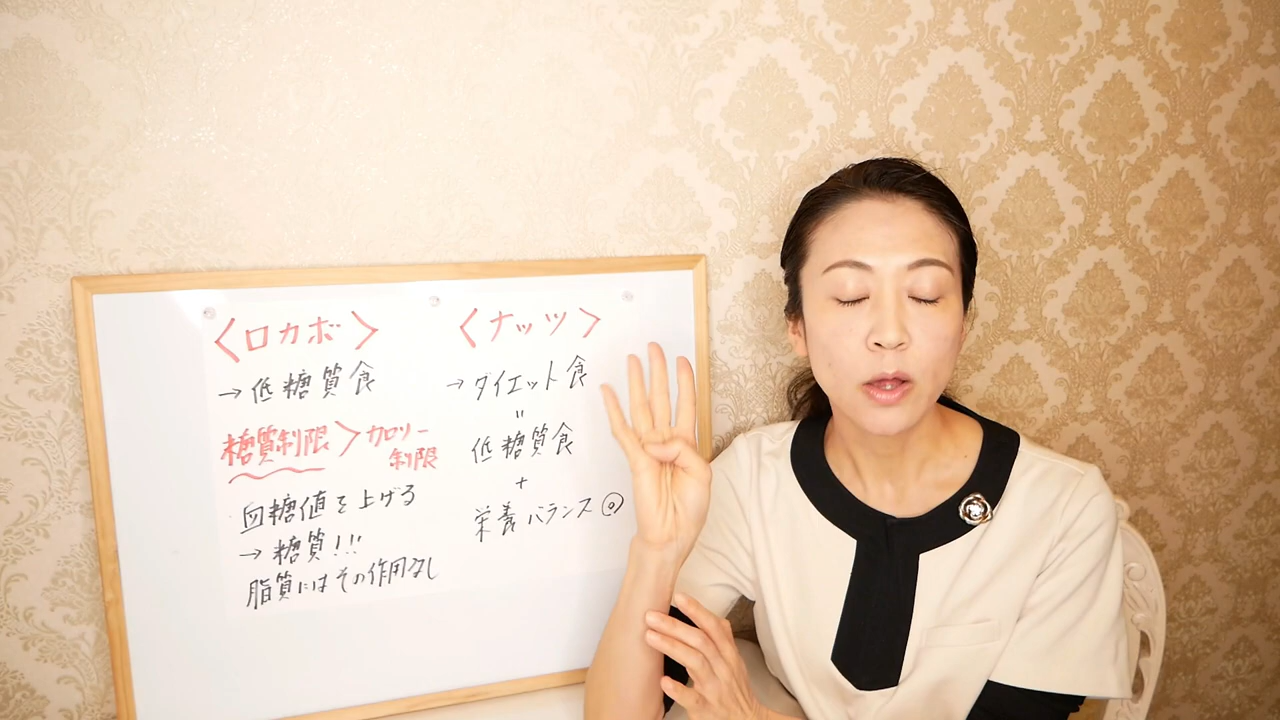 〈ロカボ〉
→低糖質食
糖質制限>カロリー
制限
血糖値を上げる
→糖質!!!
脂質にはその作用なし
〈ナッツ〉
→ダイエット食
=
低糖質食
+
栄養バランス◎